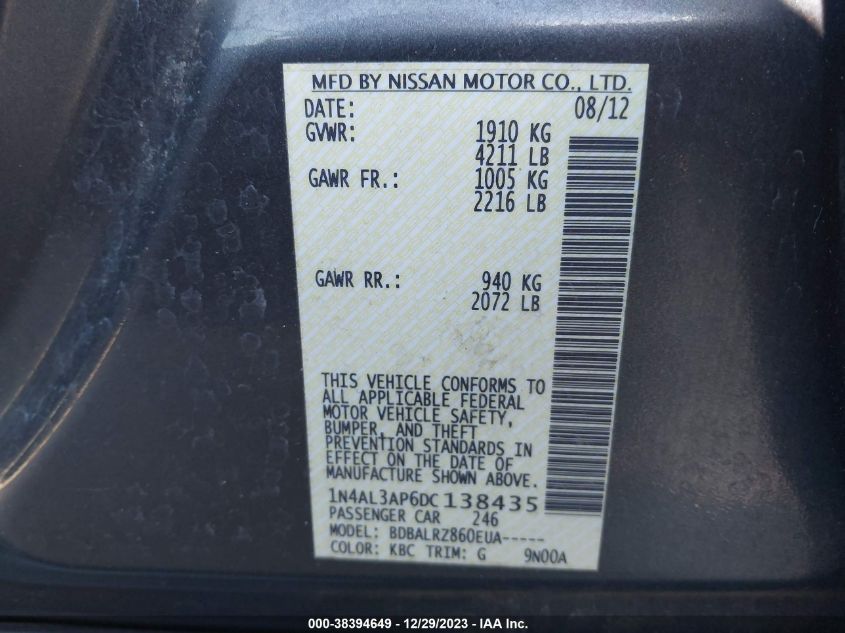 MFD BY NISSAN MOTOR CO., LTD.
DATE: 08/12
GVWR: 1910 KG
4211 LB
GAWR FR.: 1005 KG
2216 LB
GAWR RR.: 940 KG
2072 LB
THIS VEHICLE CONFORMS TO
ALL APPLICABLE FEDERAL
MOTOR VEHICLE SAFETY,
BUMPER, AND THEFT
PREVENTION STANDARDS IN
EFFECT ON THE DATE OF
MANUFACTURE SHOWN ABOVE.
1N4AL3AP6DC138435
PASSENGER CAR 246
MODEL: BDBALRZ860EUA-----
COLOR: KBC TRIM: G 9N00A
000-38394649 - 12/29/2023 - IAA Inc.